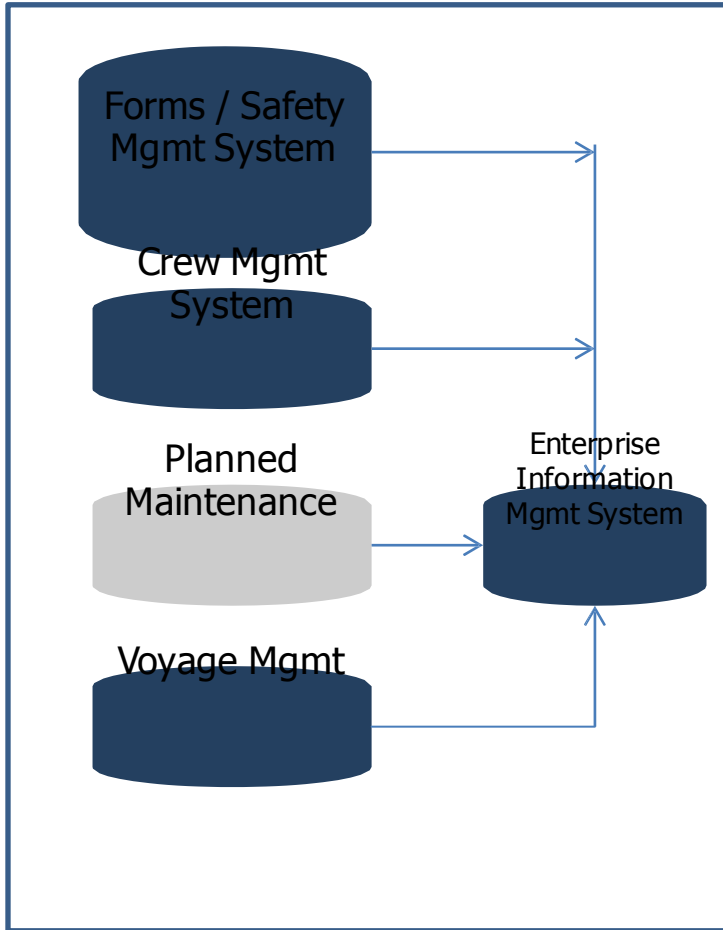 Forms / Safety
Mgmt System
Crew Mgmt
System
Planned
Maintenance
Enterprise
Information
Mgmt System
Voyage Mgmt